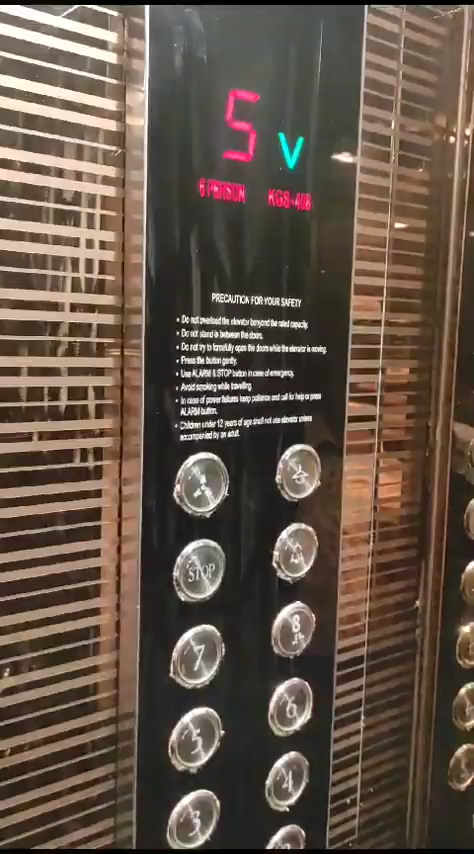 5 v
6 PERSON KGS-408
PRECAUTION FOR YOUR SAFETY
• Do not overload the elevator beyond the rated capacity.
• Do not stand in between the doors.
• Do not try to forcefully open the doors while the elevator is moving.
• Press the button gently.
• Use ALARM & STOP button in case of emergency.
• Avoid smoking while travelling.
• In case of power failures keep patience and call for help or press
ALARM button.
• Children under 12 years of age shall not use elevator unless
accompanied by an adult.
STOP
7 8
5 6
3 4